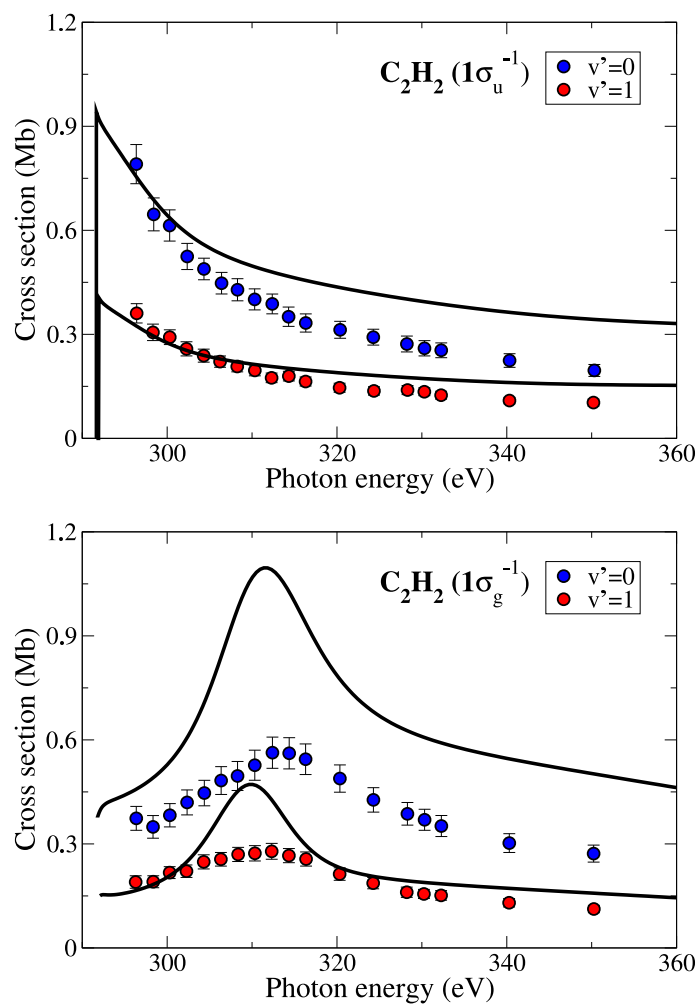 1.2
0.9
0.6
0.3
0
Cross section (Mb)
C₂H₂ (1σᵤ⁻¹)
v'=0
v'=1
300 320 340 360
Photon energy (eV)
1.2
0.9
0.6
0.3
0
Cross section (Mb)
C₂H₂ (1σg⁻¹)
v'=0
v'=1
300 320 340 360
Photon energy (eV)